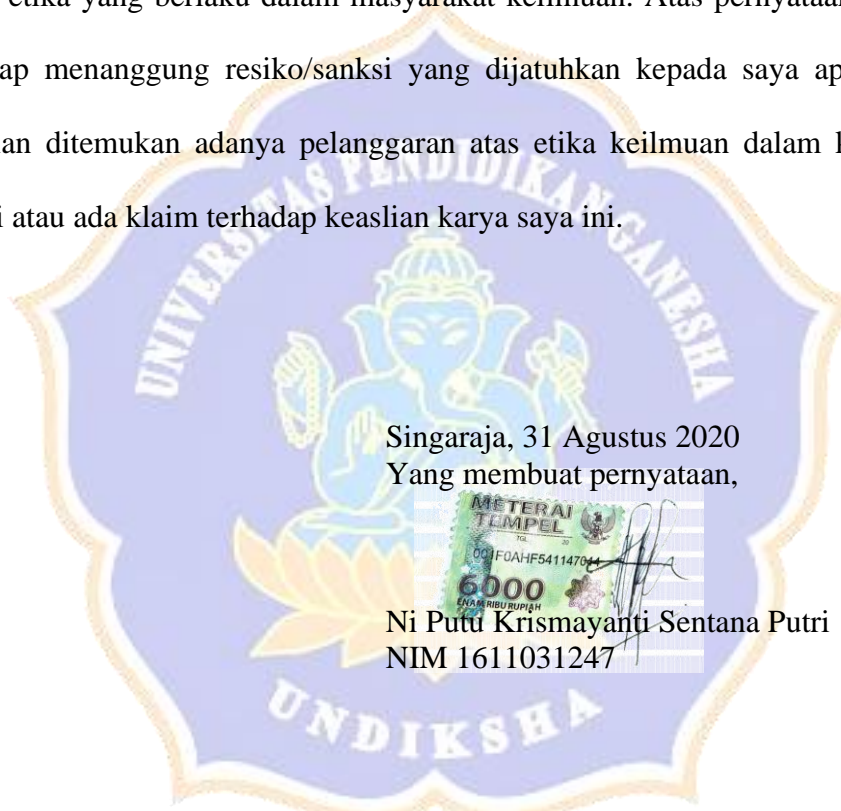 etika yang berlaku dalam masyarakat keilmuan. Atas pernyataan
ap menanggung resiko/sanksi yang dijatuhkan kepada saya ap
an ditemukan adanya pelanggaran atas etika keilmuan dalam k
i atau ada klaim terhadap keaslian karya saya ini.
UNIVERSITAS PENDIDIKAN GANESHA
Singaraja, 31 Agustus 2020
Yang membuat pernyataan,
METERAI
TEMPEL
TGL. 20
6000
ENAM RIBU RUPIAH
Ni Putu Krismayanti Sentana Putri
NIM 1611031247
UNDIKSHA